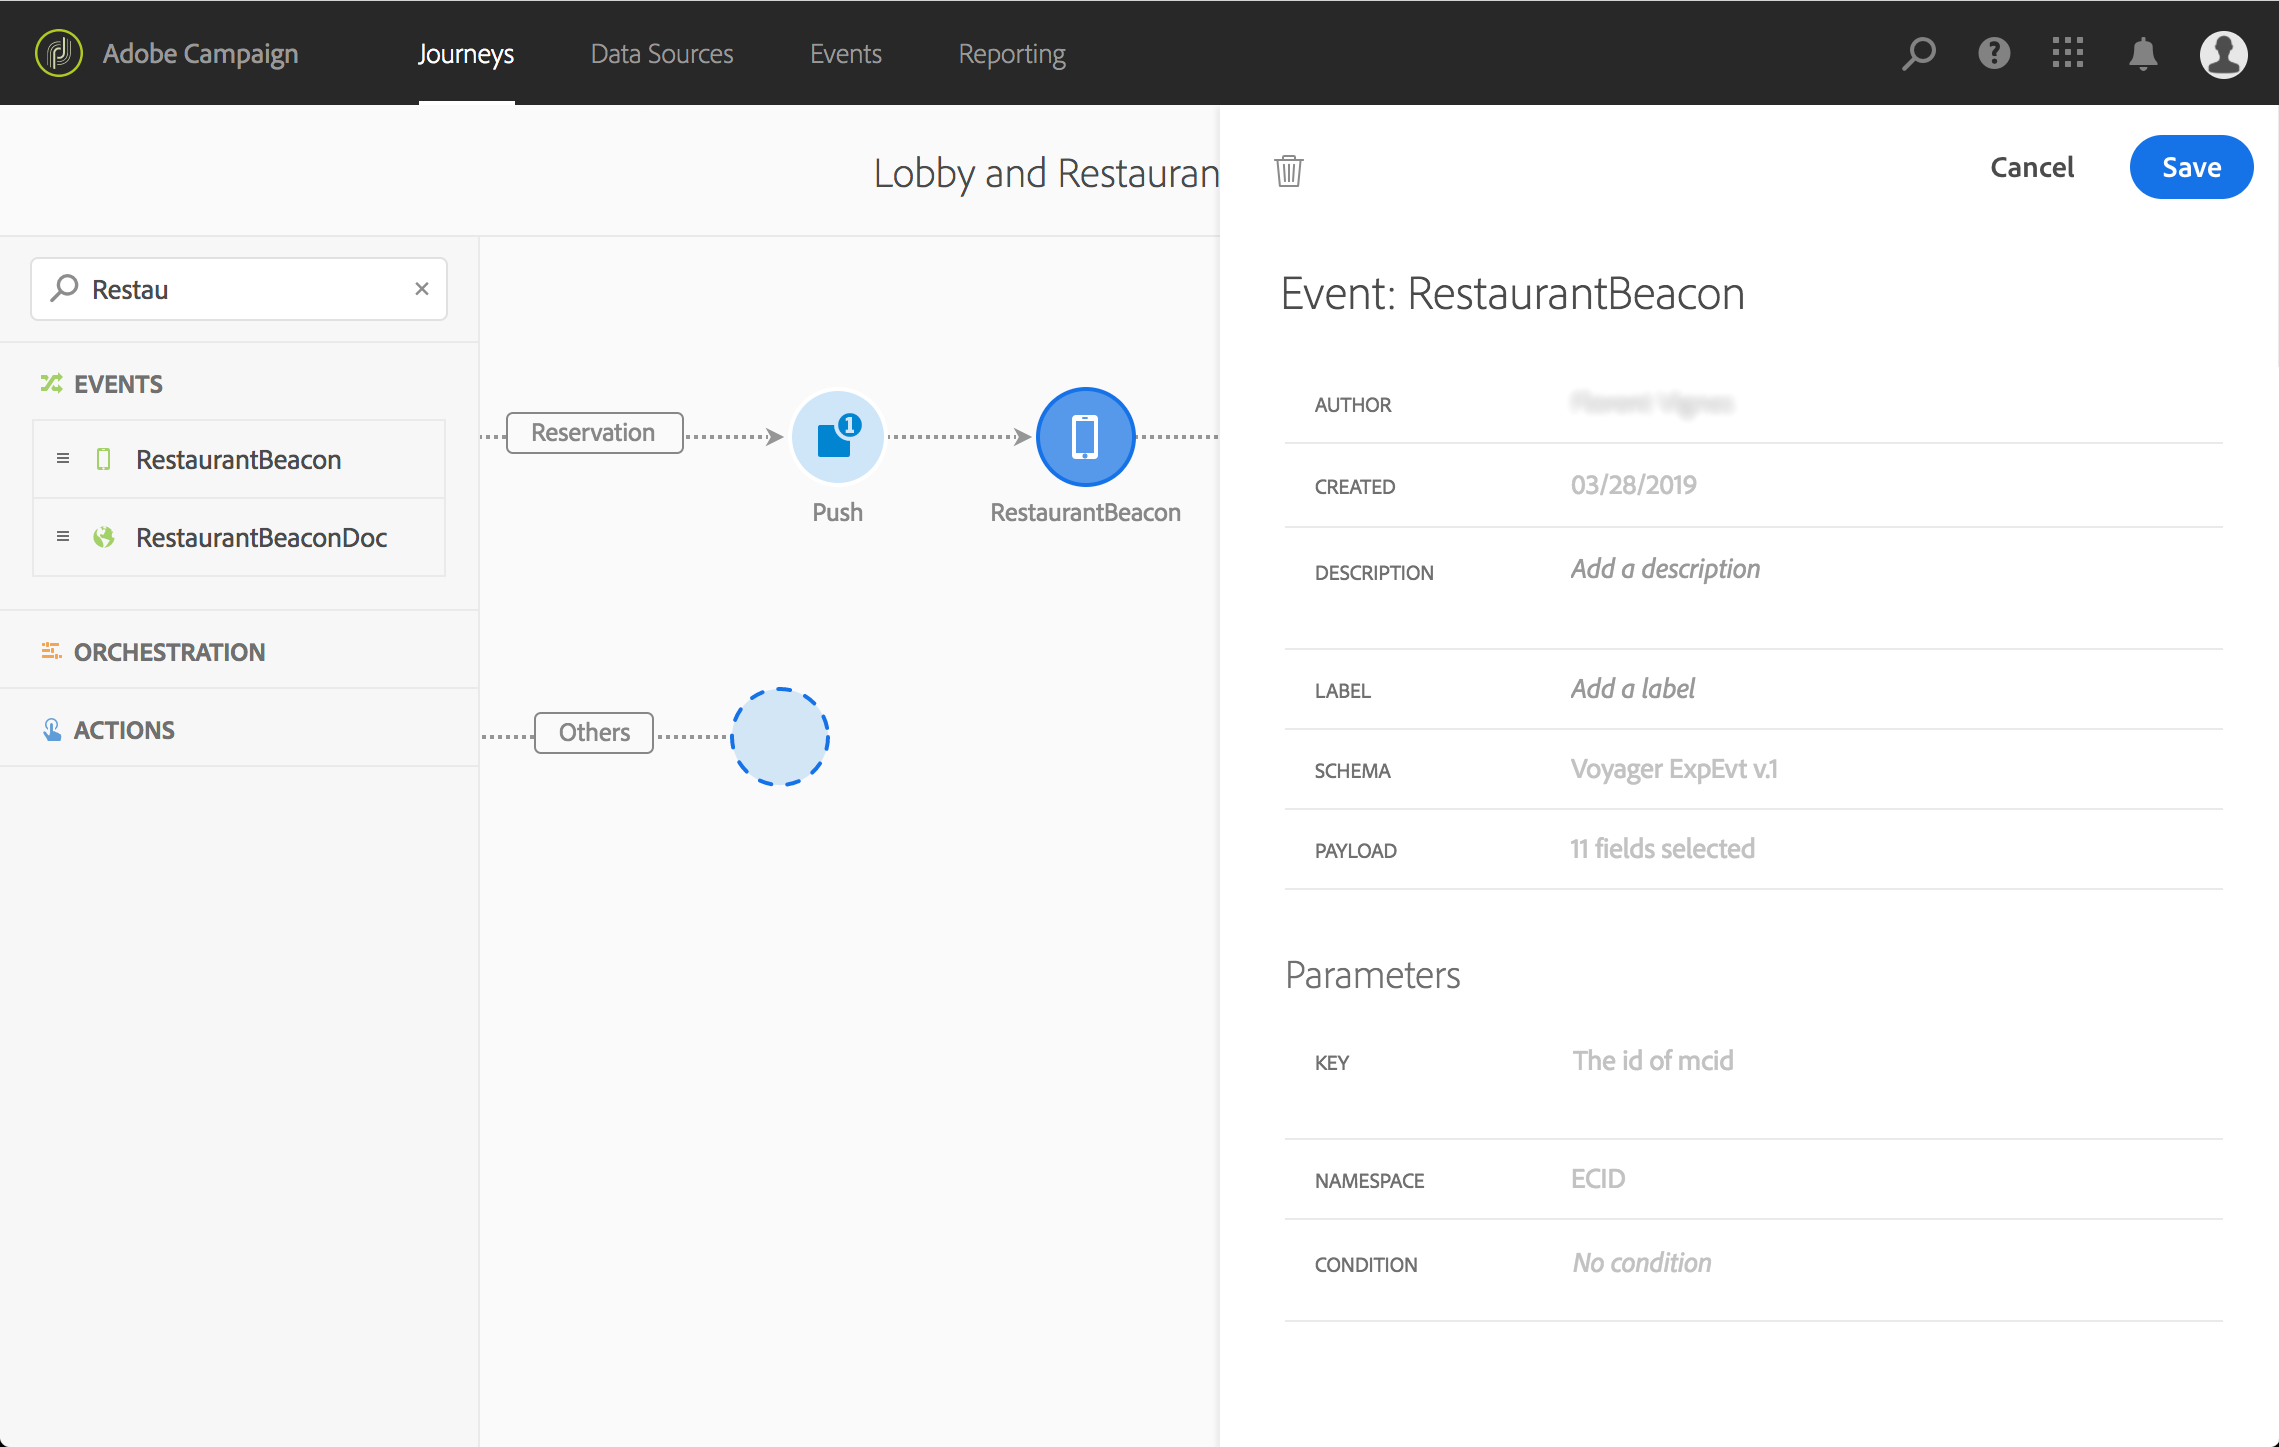 Adobe Campaign
Journeys
Data Sources
Events
Reporting
Lobby and Restauran
Cancel
Save
Restau
EVENTS
RestaurantBeacon
RestaurantBeaconDoc
ORCHESTRATION
ACTIONS
Reservation
1
Push
RestaurantBeacon
Others
Event: RestaurantBeacon
AUTHOR
CREATED 03/28/2019
DESCRIPTION Add a description
LABEL Add a label
SCHEMA Voyager ExpEvt v.1
PAYLOAD 11 fields selected
Parameters
KEY The id of mcid
NAMESPACE ECID
CONDITION No condition